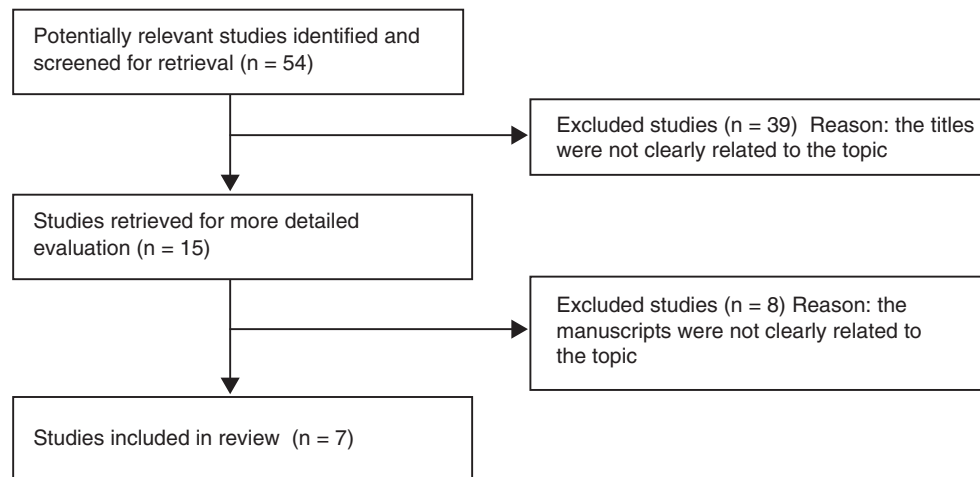 Potentially relevant studies identified and
screened for retrieval (n = 54)
Excluded studies (n = 39)  Reason: the titles
were not clearly related to the topic
Studies retrieved for more detailed
evaluation (n = 15)
Excluded studies (n = 8) Reason: the
manuscripts were not clearly related to
the topic
Studies included in review  (n = 7)